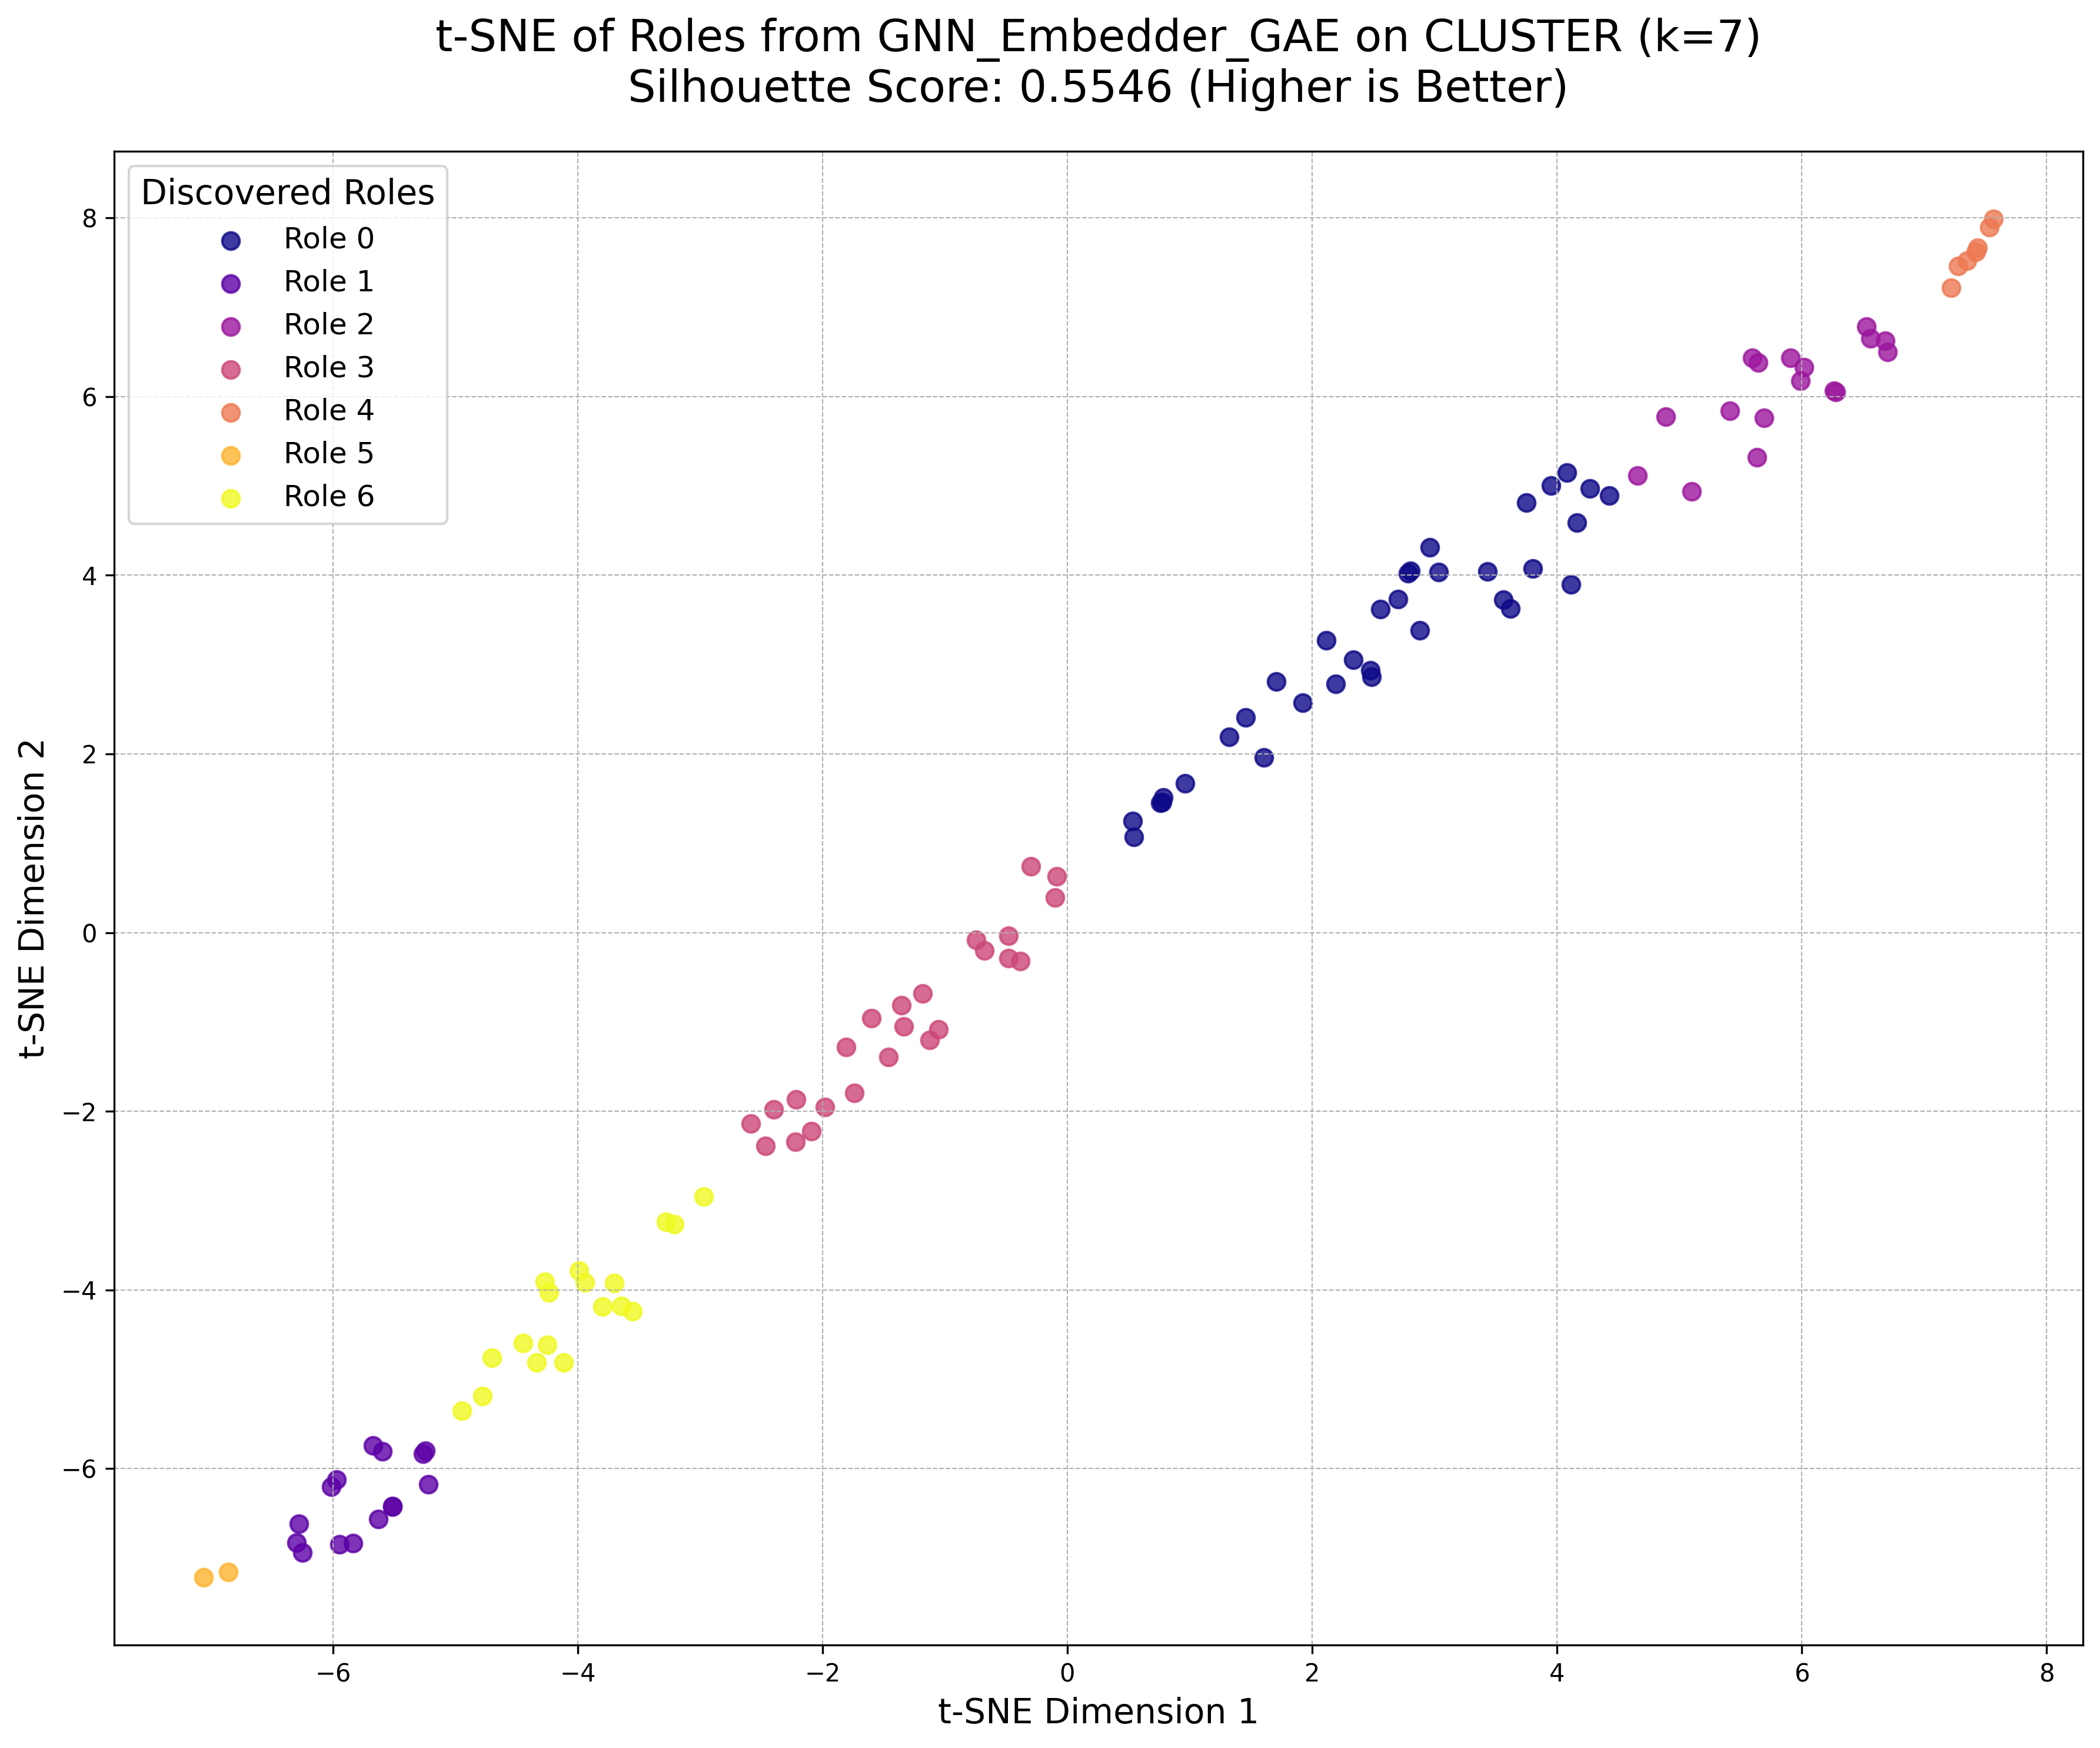 t-SNE of Roles from GNN_Embedder_GAE on CLUSTER (k=7)
Silhouette Score: 0.5546 (Higher is Better)
Discovered Roles
Role 0
Role 1
Role 2
Role 3
Role 4
Role 5
Role 6
8
6
4
2
0
−2
−4
−6
t-SNE Dimension 2
−6
−4
−2
0
2
4
6
8
t-SNE Dimension 1